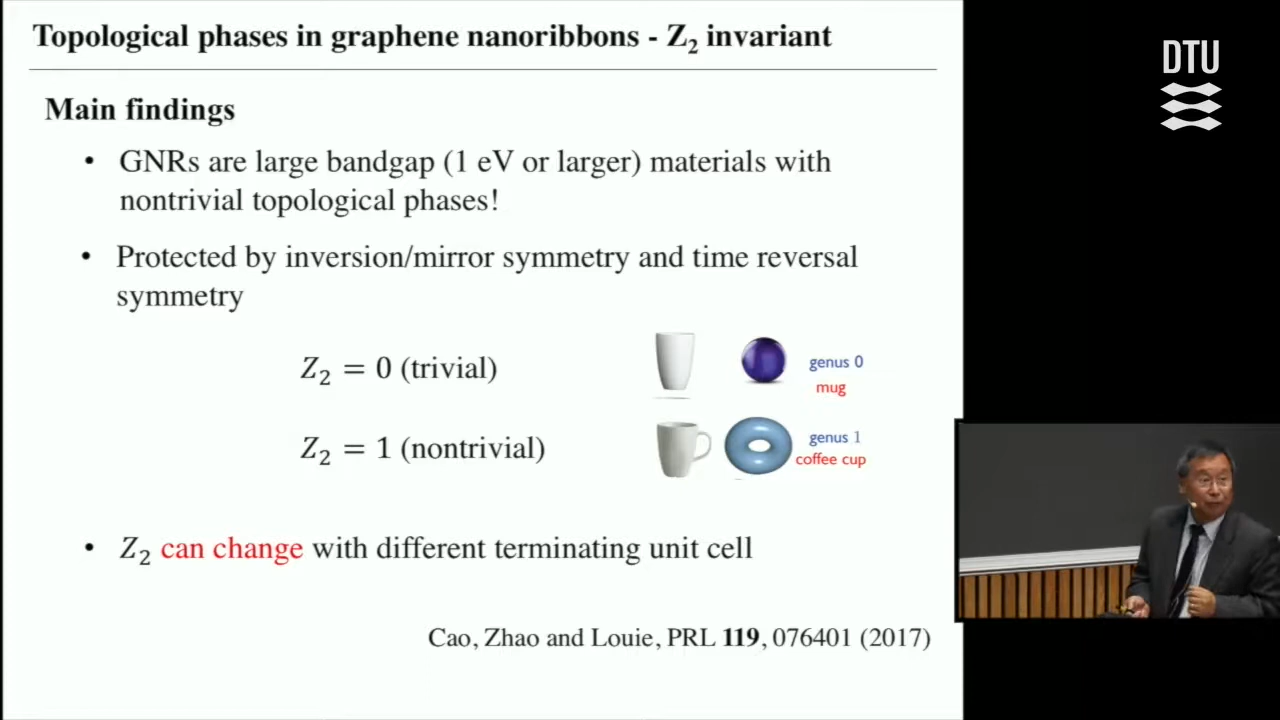 Topological phases in graphene nanoribbons - Z₂ invariant
DTU
Main findings
• GNRs are large bandgap (1 eV or larger) materials with
nontrivial topological phases!
• Protected by inversion/mirror symmetry and time reversal
symmetry
Z₂ = 0 (trivial)
genus 0
mug
Z₂ = 1 (nontrivial)
genus 1
coffee cup
• Z₂ can change with different terminating unit cell
Cao, Zhao and Louie, PRL 119, 076401 (2017)